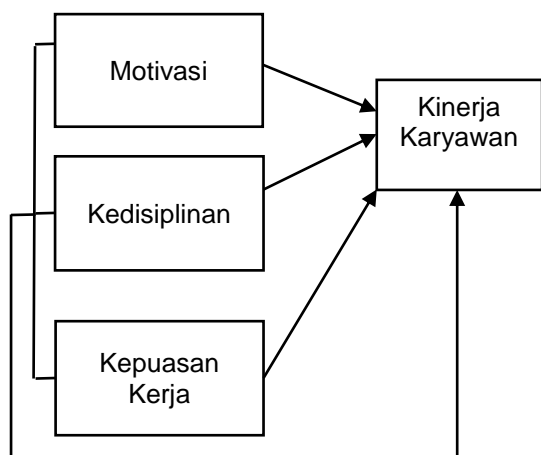 Motivasi
Kinerja
Karyawan
Kedisiplinan
Kepuasan
Kerja